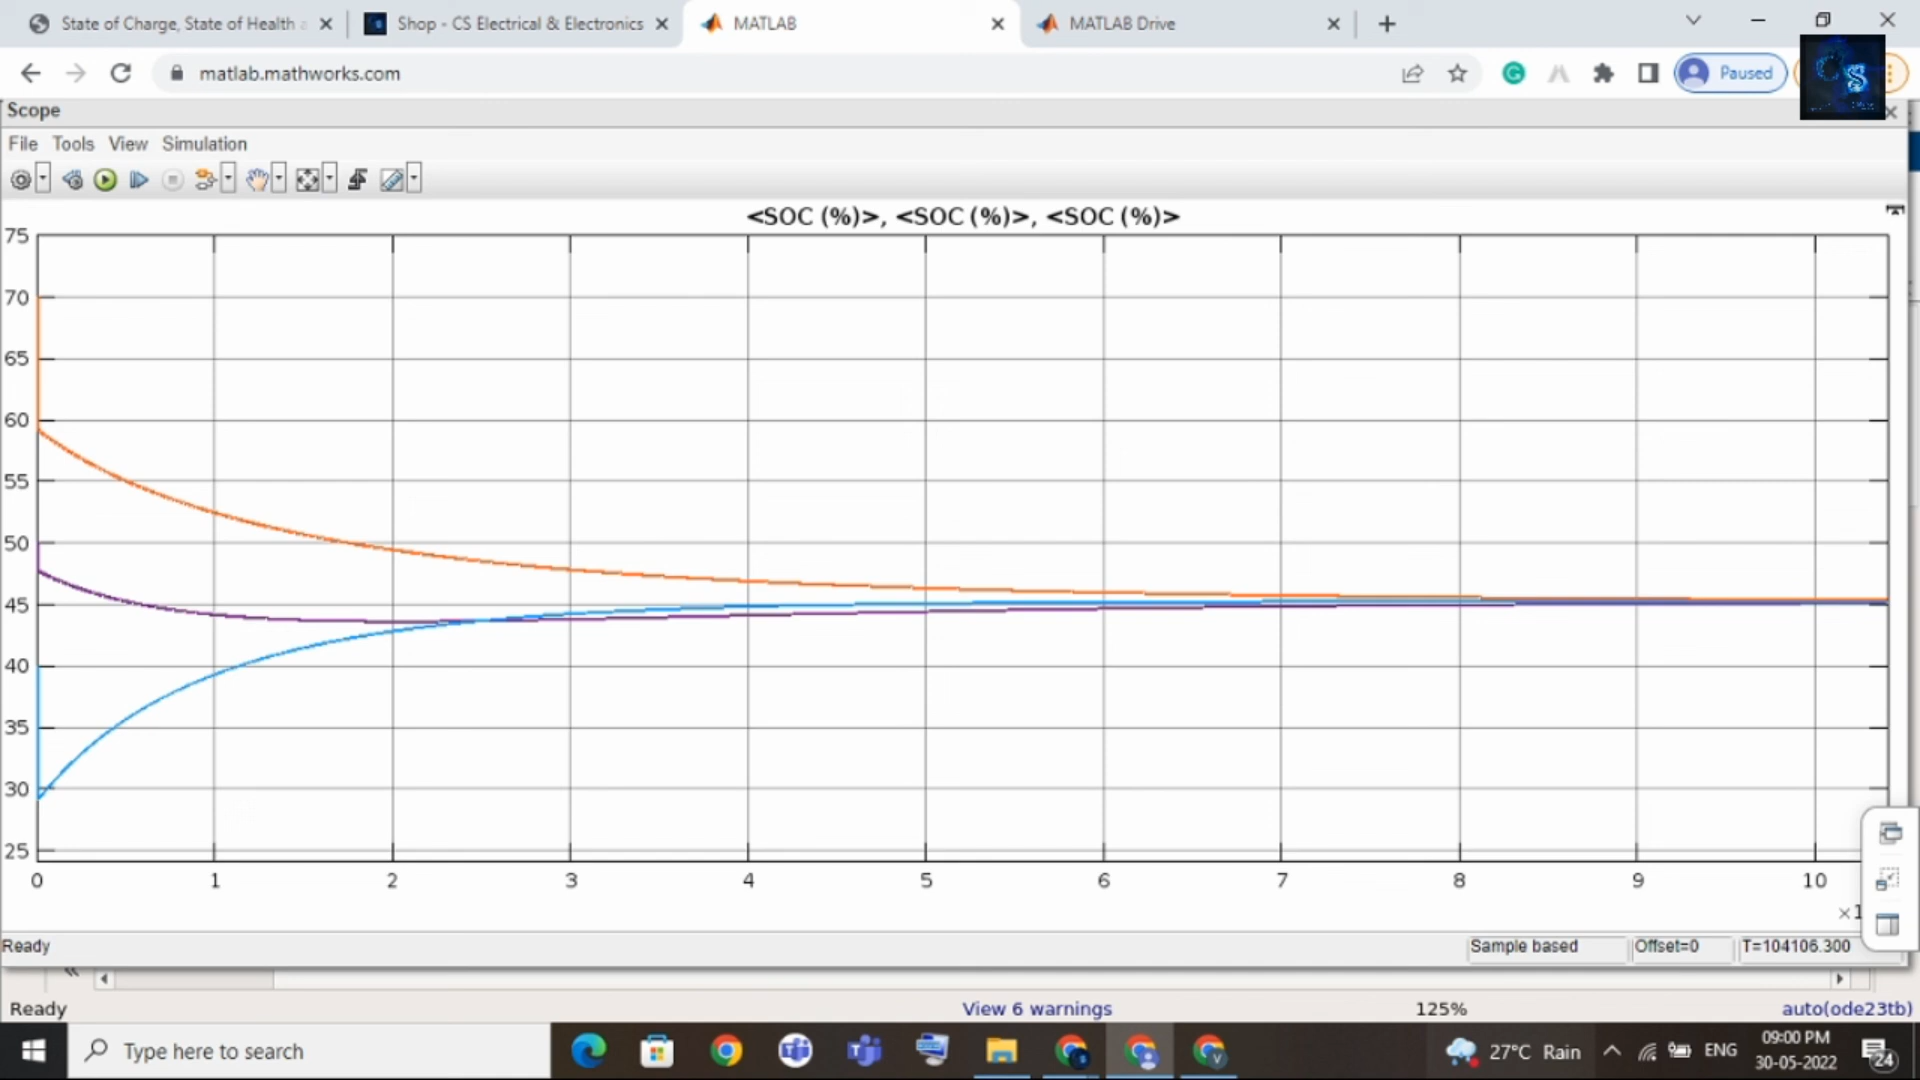 State of Charge, State of Health
Shop - CS Electrical & Electronics
MATLAB
MATLAB Drive
matlab.mathworks.com
Paused
Scope
File Tools View Simulation
<SOC (%)>, <SOC (%)>, <SOC (%)>
75
70
65
60
55
50
45
40
35
30
25
0 1 2 3 4 5 6 7 8 9 10
×1
Ready
Sample based
Offset=0
T=104106.300
Ready
View 6 warnings
125%
auto(ode23tb)
Type here to search
27°C Rain
ENG
09:00 PM
30-05-2022
24